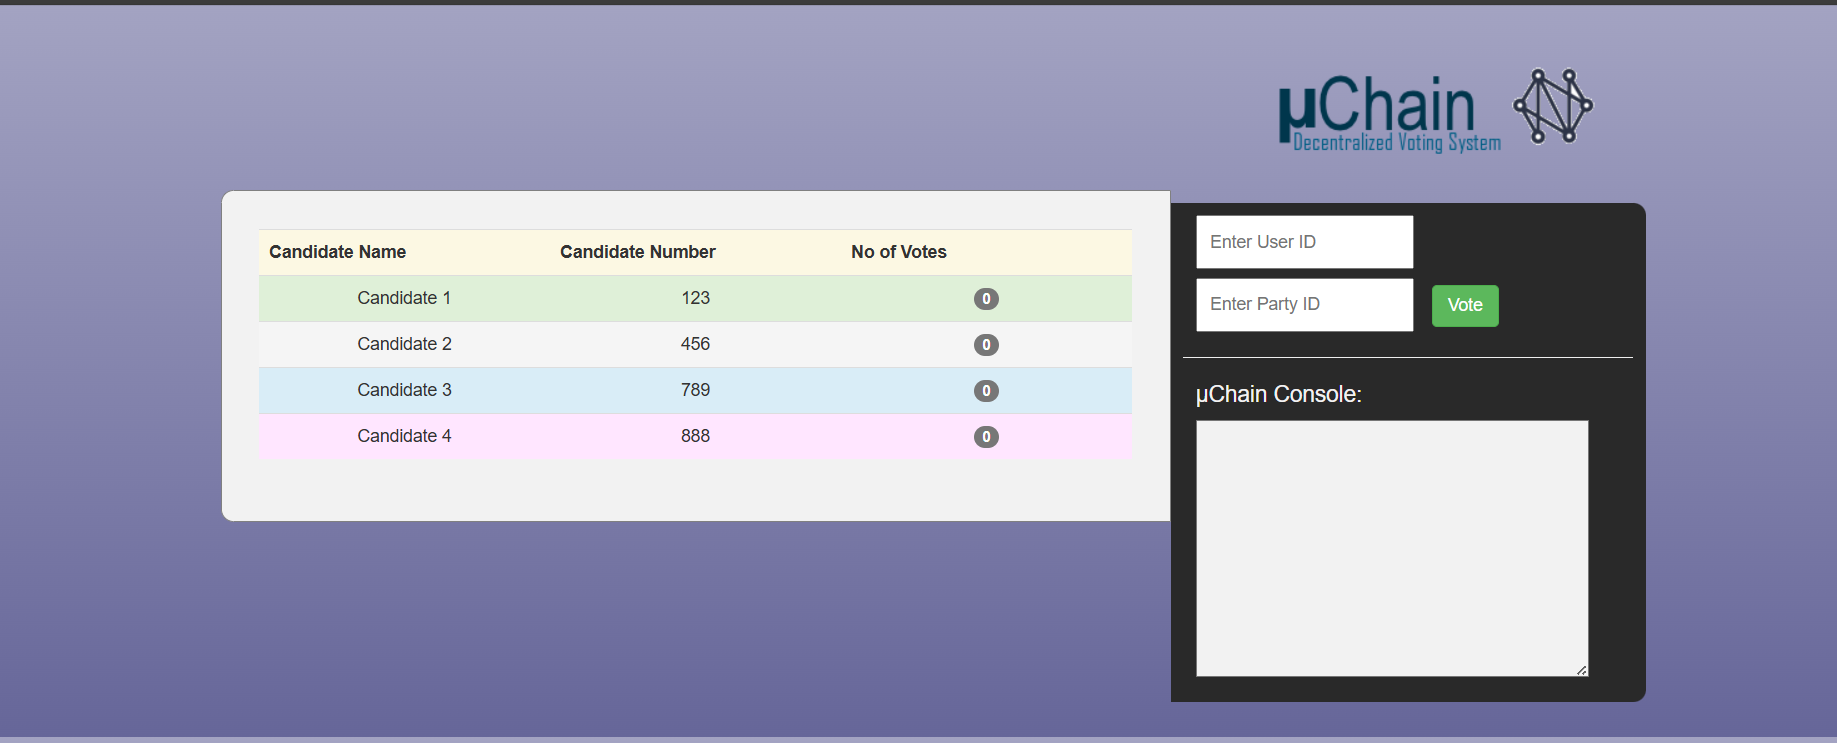 µChain
Decentralized Voting System
Candidate Name Candidate Number No of Votes
Candidate 1 123 0
Candidate 2 456 0
Candidate 3 789 0
Candidate 4 888 0
Enter User ID
Enter Party ID Vote
µChain Console: